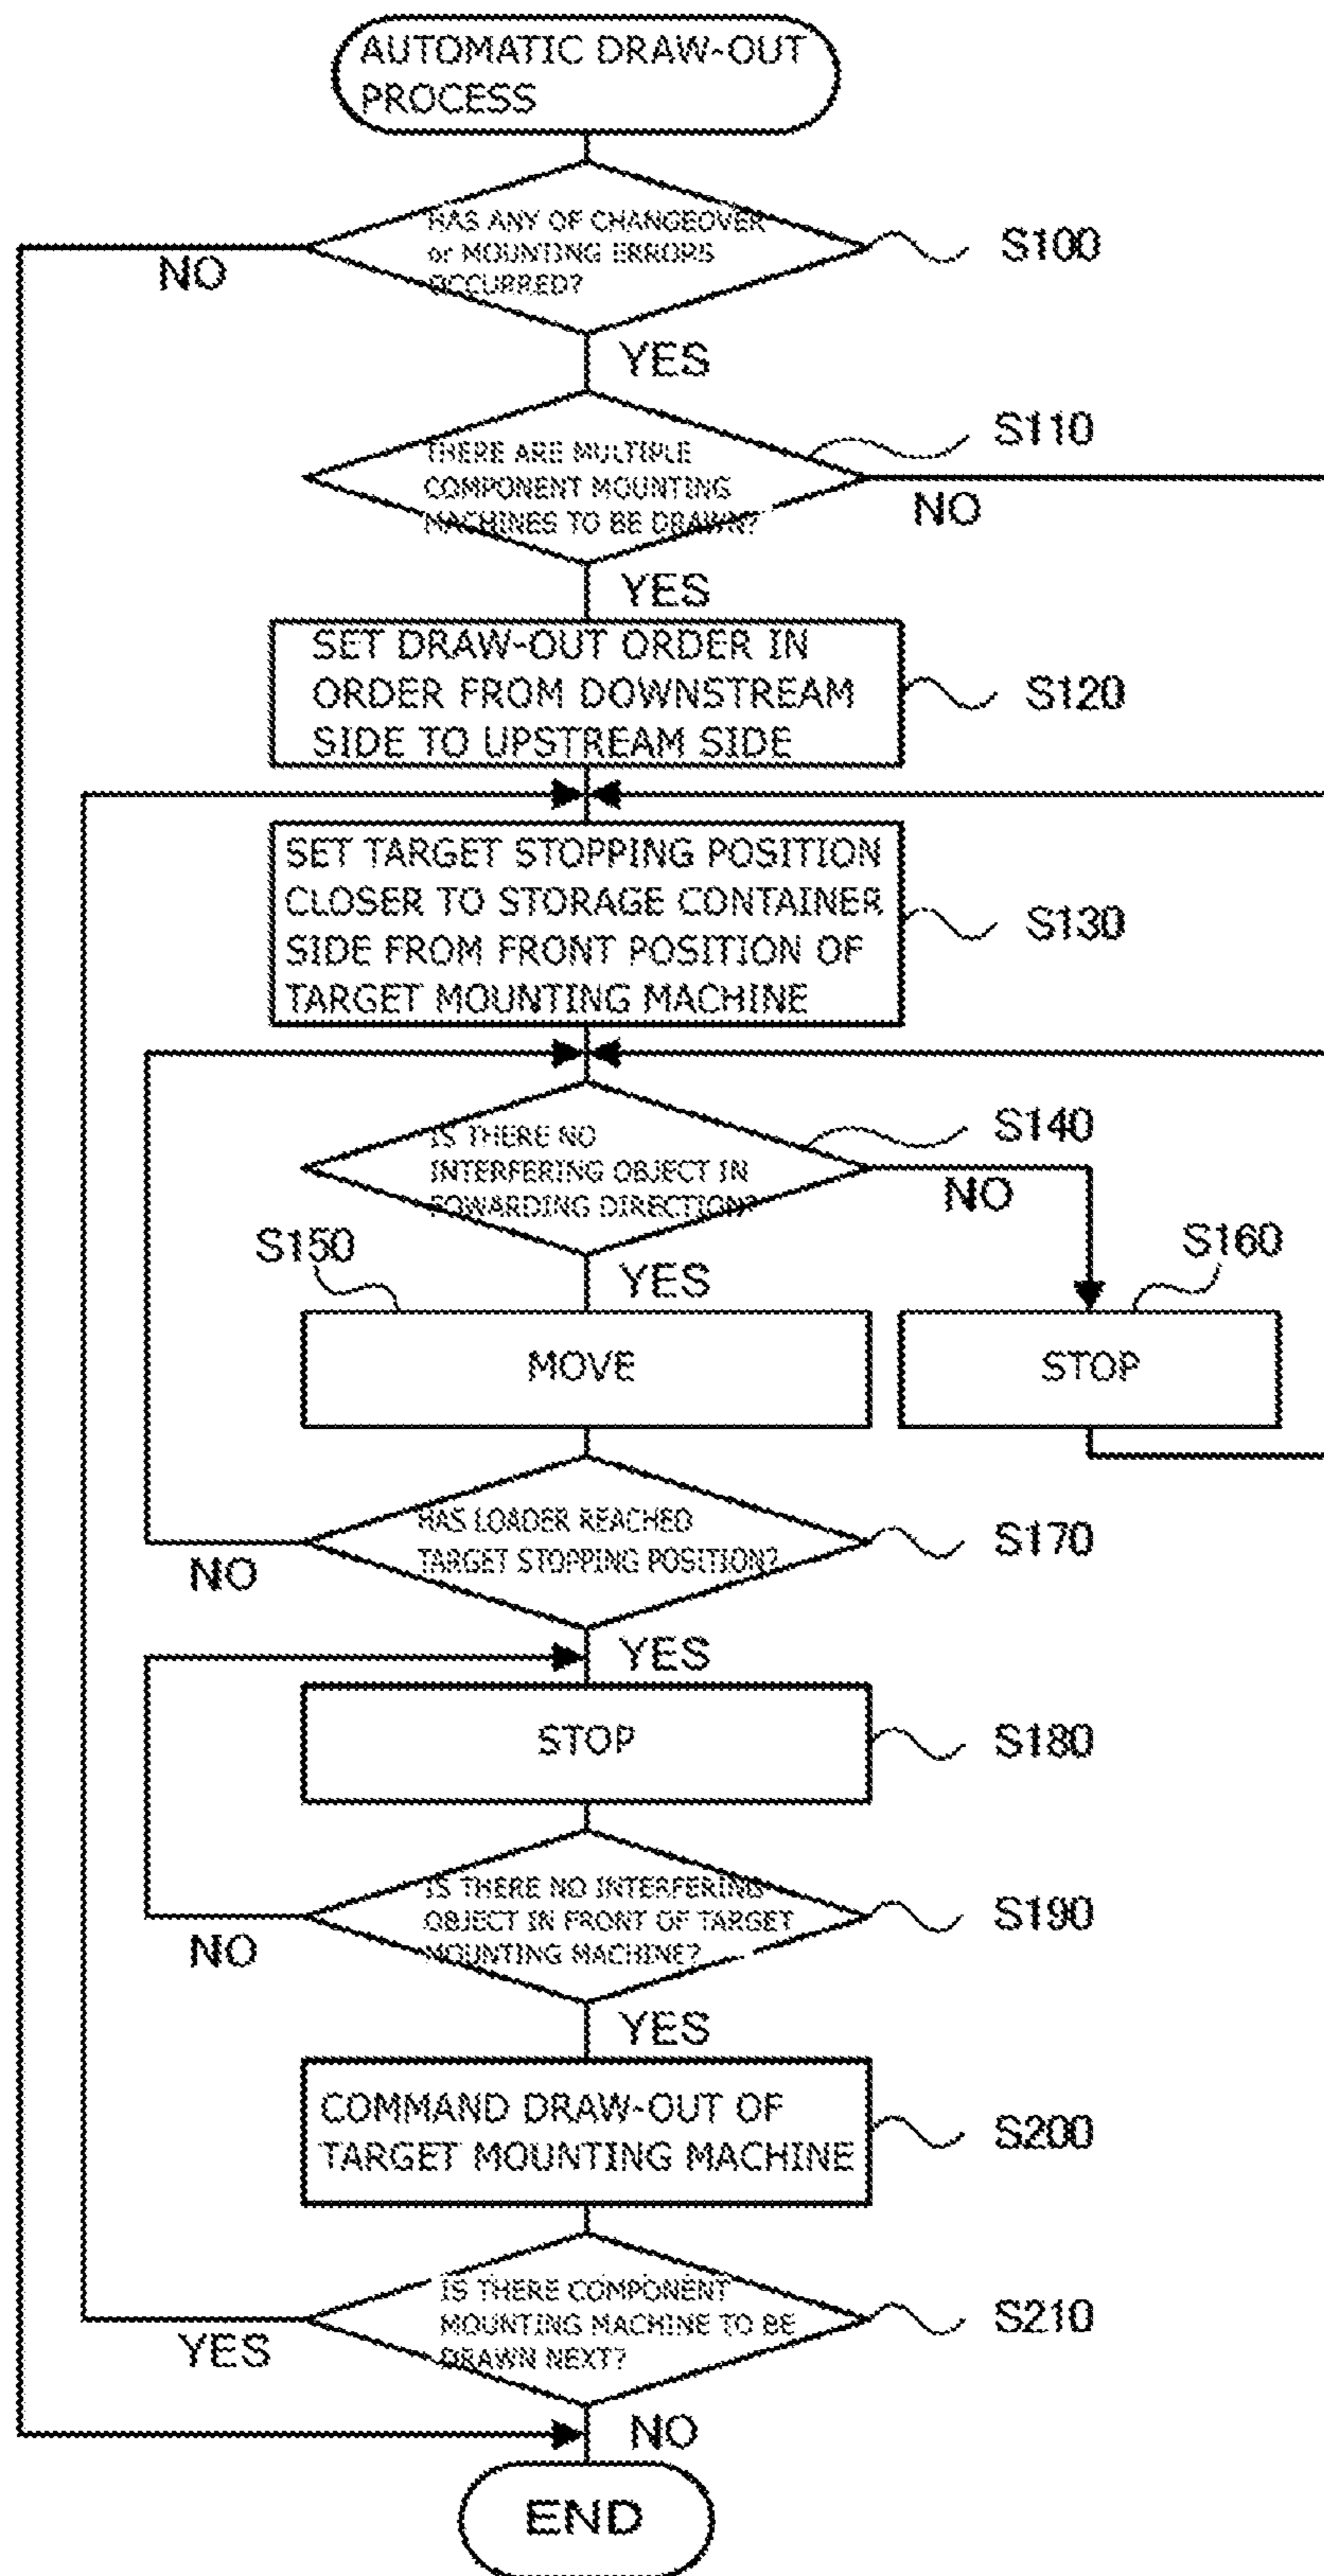 AUTOMATIC DRAW-OUT
PROCESS
HAS ANY OF CHANGEOVER
or MOUNTING ERRORS
OCCURRED?
S100
NO
YES
THERE ARE MULTIPLE
COMPONENT MOUNTING
MACHINES TO BE DRAWN?
S110
NO
YES
SET DRAW-OUT ORDER IN
ORDER FROM DOWNSTREAM
SIDE TO UPSTREAM SIDE
S120
SET TARGET STOPPING POSITION
CLOSER TO STORAGE CONTAINER
SIDE FROM FRONT POSITION OF
TARGET MOUNTING MACHINE
S130
IS THERE NO
INTERFERING OBJECT IN
FOWARDING DIRECTION?
S140
NO
YES
S150
MOVE
S160
STOP
HAS LOADER REACHED
TARGET STOPPING POSITION?
S170
NO
YES
STOP
S180
IS THERE NO INTERFERING
OBJECT IN FRONT OF TARGET
MOUNTING MACHINE?
S190
NO
YES
COMMAND DRAW-OUT OF
TARGET MOUNTING MACHINE
S200
IS THERE COMPONENT
MOUNTING MACHINE TO BE
DRAWN NEXT?
S210
YES
NO
END